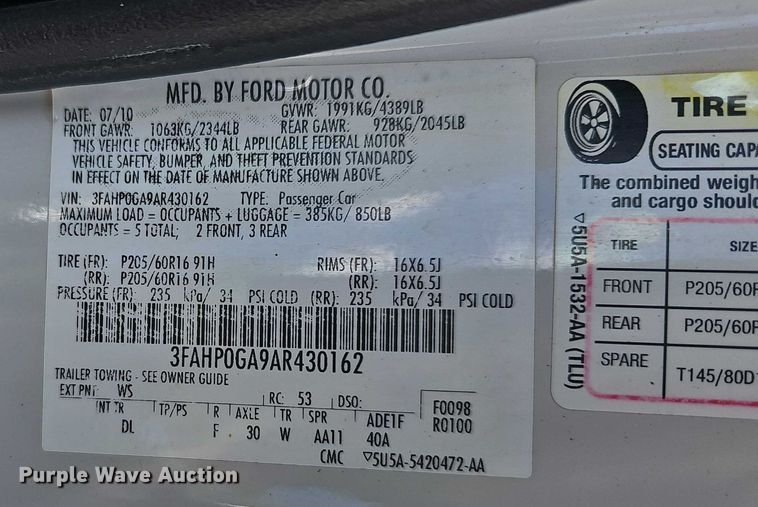 MFD. BY FORD MOTOR CO.
DATE: 07/10 GVWR: 1991KG/4389LB
FRONT GAWR: 1063KG/2344LB REAR GAWR: 928KG/2045LB
THIS VEHICLE CONFORMS TO ALL APPLICABLE FEDERAL MOTOR
VEHICLE SAFETY, BUMPER, AND THEFT PREVENTION STANDARDS
IN EFFECT ON THE DATE OF MANUFACTURE SHOWN ABOVE.
VIN: 3FAHP0GA9AR430162 TYPE: Passenger Car
MAXIMUM LOAD = OCCUPANTS + LUGGAGE = 385KG/ 850LB
OCCUPANTS = 5 TOTAL; 2 FRONT, 3 REAR
TIRE (FR): P205/60R16 91H RIMS (FR): 16X6.5J
(RR): P205/60R16 91H (RR): 16X6.5J
PRESSURE (FR): 235 kPa/ 34 PSI COLD (RR): 235 kPa/ 34 PSI COLD
3FAHP0GA9AR430162
TRAILER TOWING - SEE OWNER GUIDE
EXT PNT: WS RC: 53 DSO: F0098
INT TR TP/PS R AXLE TR SPR ADE1F R0100
DL F 30 W AA11 40A
CMC ▽5U5A-5420472-AA
TIRE
SEATING CAPA
The combined weigh
and cargo shoul
TIRE SIZE
FRONT P205/60R
REAR P205/60R
SPARE T145/80D
▽5U5A-1532-AA (TLU)
Purple Wave Auction